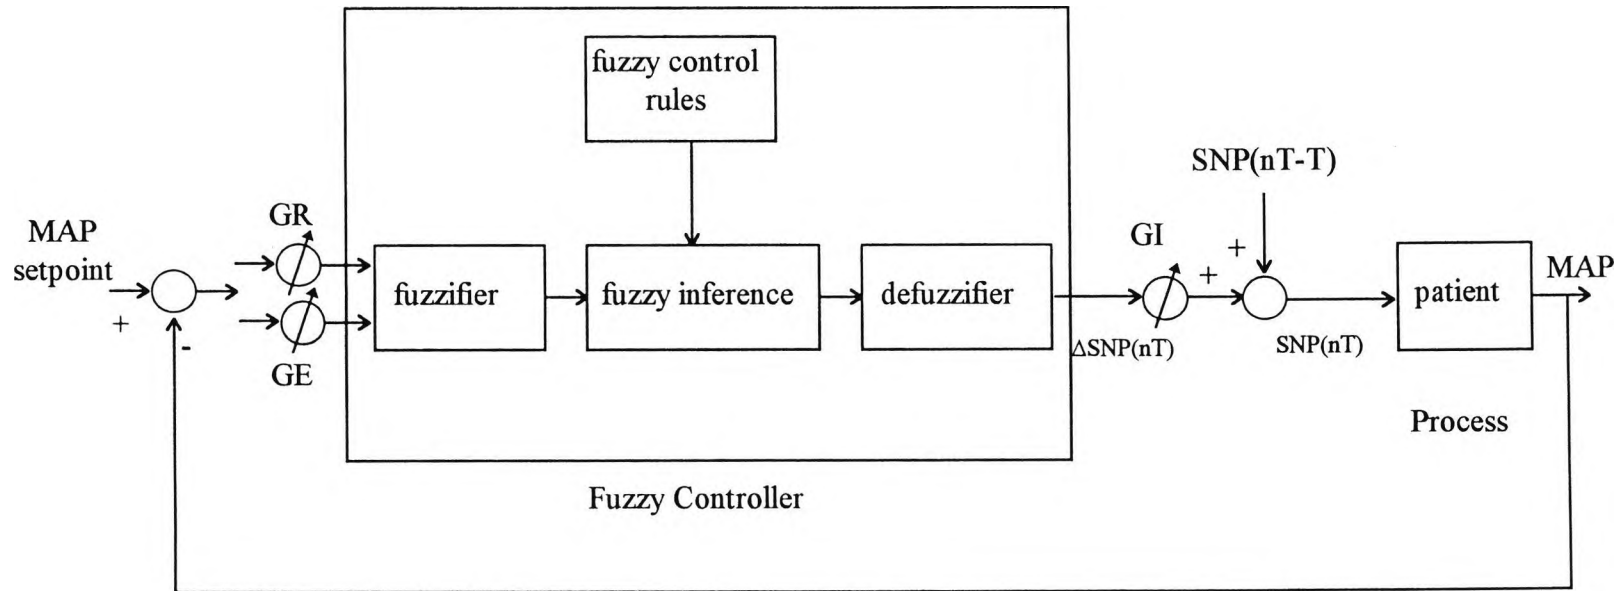 fuzzy control
rules
SNP(nT-T)
MAP
setpoint
+
-
GR
GE
fuzzifier
fuzzy inference
defuzzifier
GI
+
+
ΔSNP(nT)
SNP(nT)
patient
MAP
Process
Fuzzy Controller